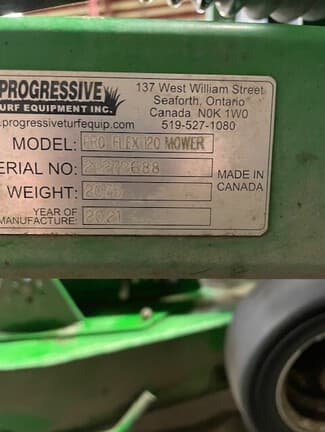 PROGRESSIVE
TURF EQUIPMENT INC.
.progressiveturfequip.com
137 West William Street
Seaforth, Ontario
Canada N0K 1W0
519-527-1080
MODEL: PRO FLEX 120 MOWER
ERIAL NO:
WEIGHT:
YEAR OF MANUFACTURE: 2021
MADE IN
CANADA